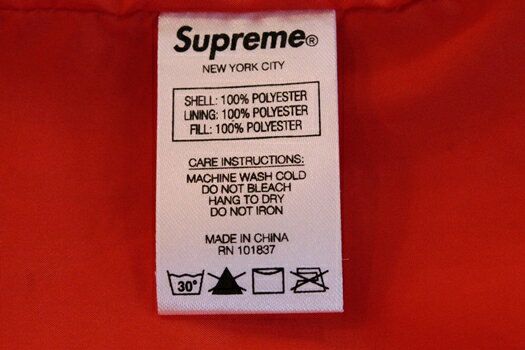 Supreme®
NEW YORK CITY
SHELL: 100% POLYESTER
LINING: 100% POLYESTER
FILL: 100% POLYESTER
CARE INSTRUCTIONS:
MACHINE WASH COLD
DO NOT BLEACH
HANG TO DRY
DO NOT IRON
MADE IN CHINA
RN 101837
30°